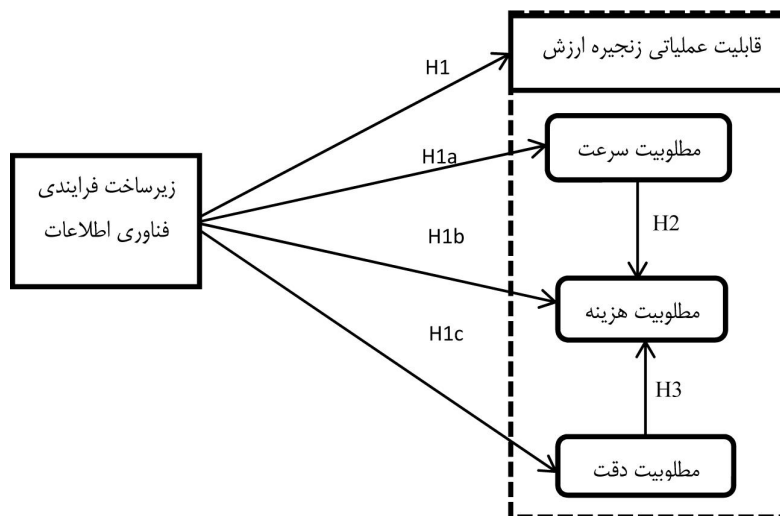 قابلیت عملیاتی زنجیره ارزش
H1
مطلوبیت سرعت
H1a
زیرساخت فرایندی
فناوری اطلاعات
H2
H1b
مطلوبیت هزینه
H1c
H3
مطلوبیت دقت